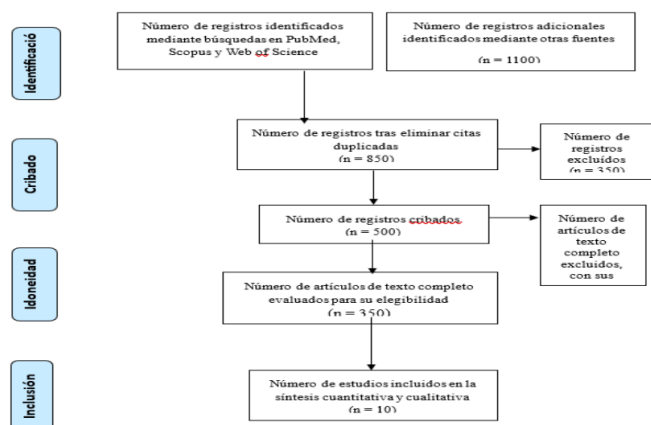 Identificació
Número de registros identificados
mediante búsquedas en PubMed,
Scopus y Web of Science
Número de registros adicionales
identificados mediante otras fuentes
(n = 1100)
Cribado
Número de registros tras eliminar citas
duplicadas
(n = 850)
Número de
registros
excluídos
(n = 350)
Número de registros cribados
(n = 500)
Número de
artículos de
texto completo
excluidos,
con sus
Idoneidad
Número de artículos de texto completo
evaluados para su elegibilidad
(n = 350)
Inclusión
Número de estudios incluidos en la
síntesis cuantitativa y cualitativa
(n = 10)